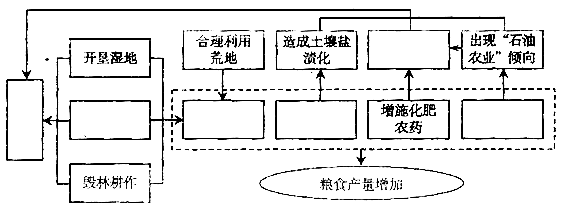 开垦湿地
合理利用
荒地
造成土壤盐
渍化
出现“石油
农业”倾向
增施化肥
农药
毁林耕作
粮食产量增加